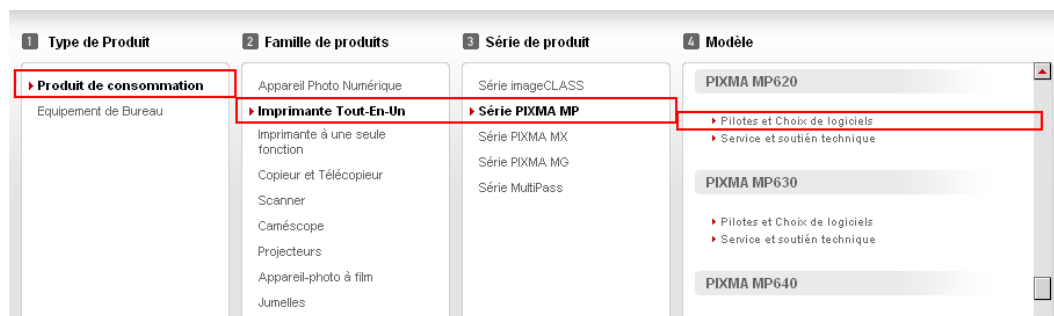 1 Type de Produit
2 Famille de produits
3 Série de produit
4 Modèle
Produit de consommation
Equipement de Bureau
Appareil Photo Numérique
Imprimante Tout-En-Un
Imprimante à une seule
fonction
Copieur et Télécopieur
Scanner
Caméscope
Projecteurs
Appareil-photo à film
Jumelles
Série imageCLASS
Série PIXMA MP
Série PIXMA MX
Série PIXMA MG
Série MultiPass
PIXMA MP620
Pilotes et Choix de logiciels
Service et soutién technique
PIXMA MP630
Pilotes et Choix de logiciels
Service et soutién technique
PIXMA MP640